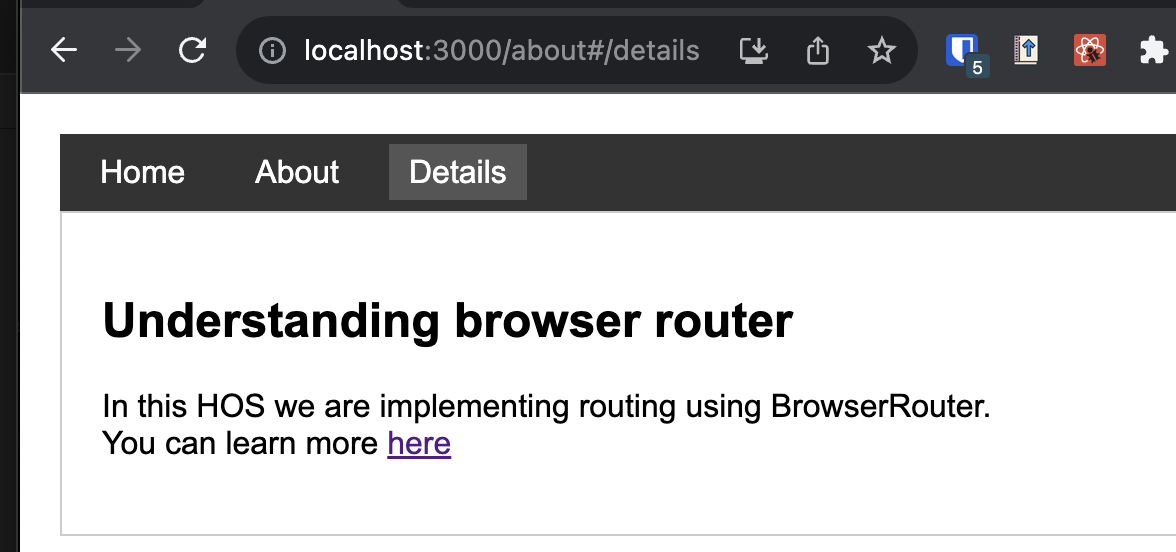 localhost:3000/about#/details
5
Home About Details
Understanding browser router
In this HOS we are implementing routing using BrowserRouter.
You can learn more here